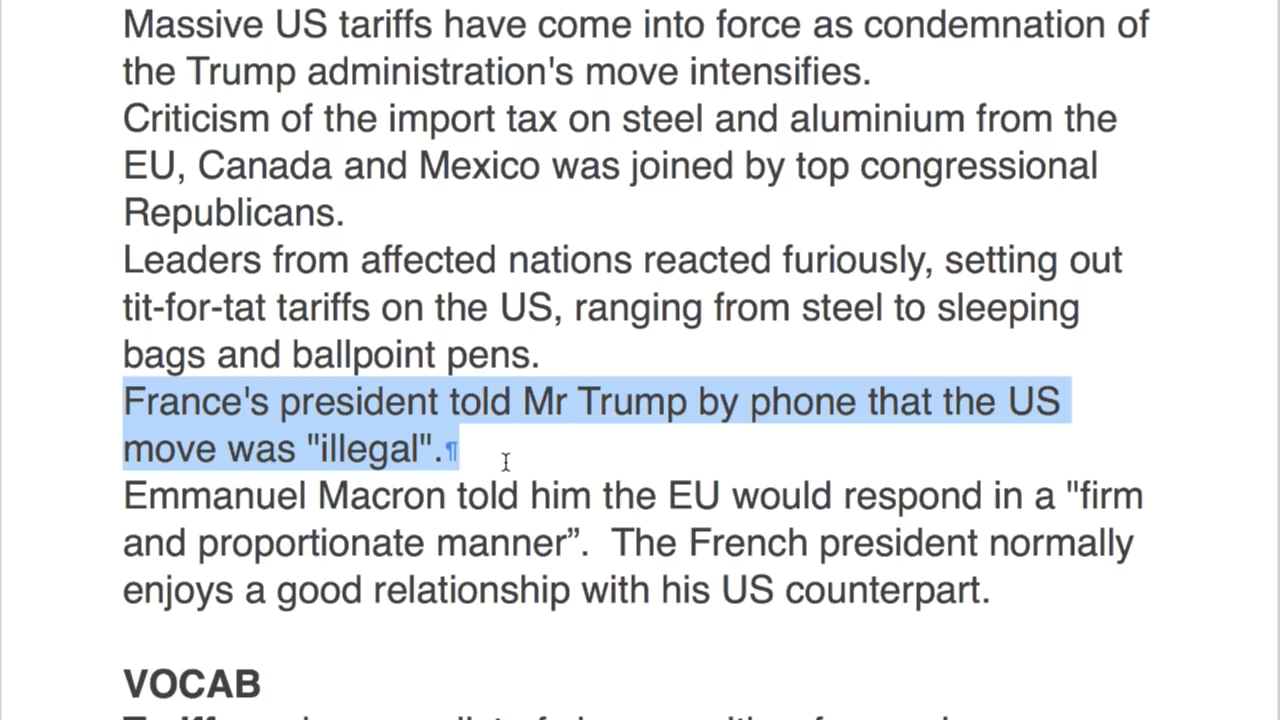 Massive US tariffs have come into force as condemnation of
the Trump administration's move intensifies.
Criticism of the import tax on steel and aluminium from the
EU, Canada and Mexico was joined by top congressional
Republicans.
Leaders from affected nations reacted furiously, setting out
tit-for-tat tariffs on the US, ranging from steel to sleeping
bags and ballpoint pens.
France's president told Mr Trump by phone that the US
move was "illegal".¶
Emmanuel Macron told him the EU would respond in a "firm
and proportionate manner”.  The French president normally
enjoys a good relationship with his US counterpart.
VOCAB